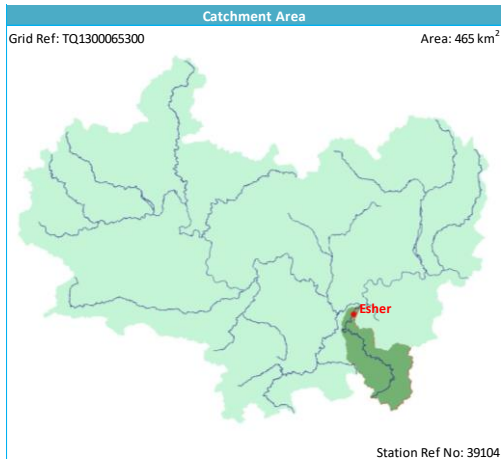 Catchment Area
Grid Ref: TQ1300065300 Area: 465 km²
Esher
Station Ref No: 39104